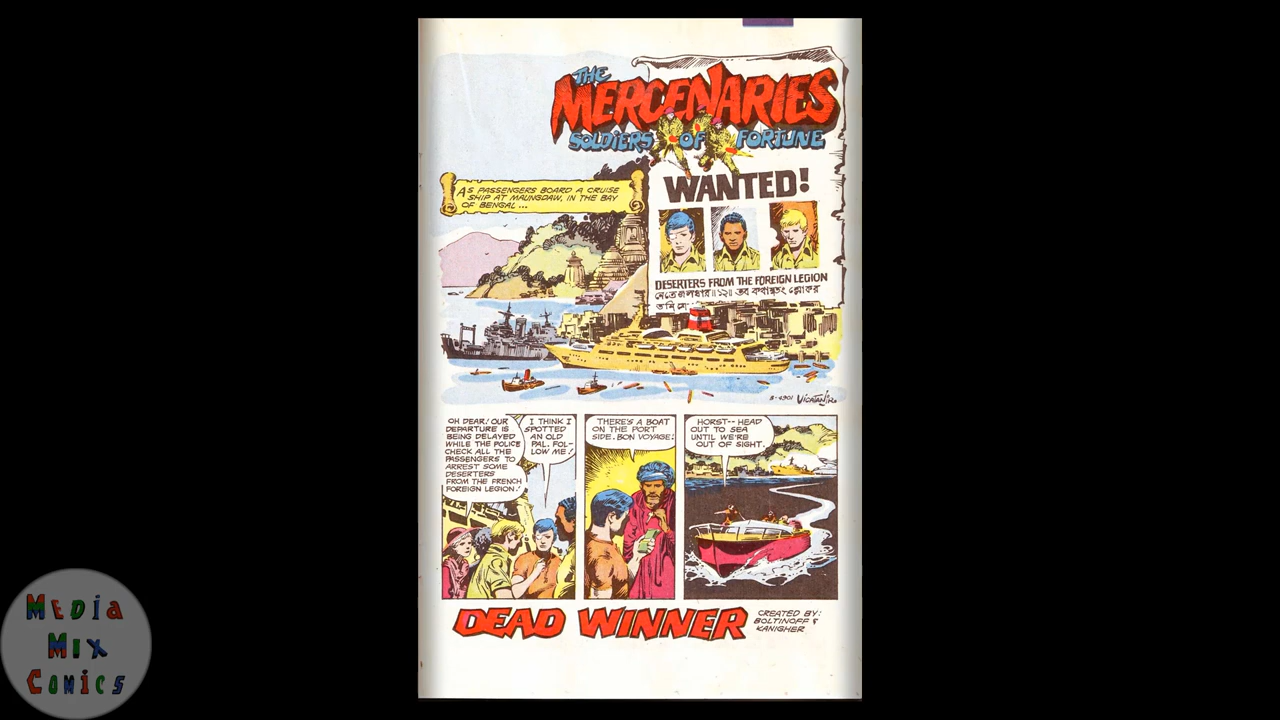 THE
MERCENARIES
SOLDIERS OF FORTUNE
AS PASSENGERS BOARD A CRUISE
SHIP AT MAUNGDAW, IN THE BAY
OF BENGAL...
WANTED!
DESERTERS FROM THE FOREIGN LEGION
8-4901
OH DEAR! OUR
DEPARTURE IS
BEING DELAYED
WHILE THE POLICE
CHECK ALL THE
PASSENGERS TO
ARREST SOME
DESERTERS
FROM THE FRENCH
FOREIGN LEGION!
I THINK I
SPOTTED
AN OLD
PAL. FOL-
LOW ME!
THERE'S A BOAT
ON THE PORT
SIDE. BON VOYAGE!
HORST-- HEAD
OUT TO SEA
UNTIL WE'RE
OUT OF SIGHT.
DEAD WINNER
CREATED BY:
BOLTINOFF &
KANIGHER
MEDIA
MIX
COMICS